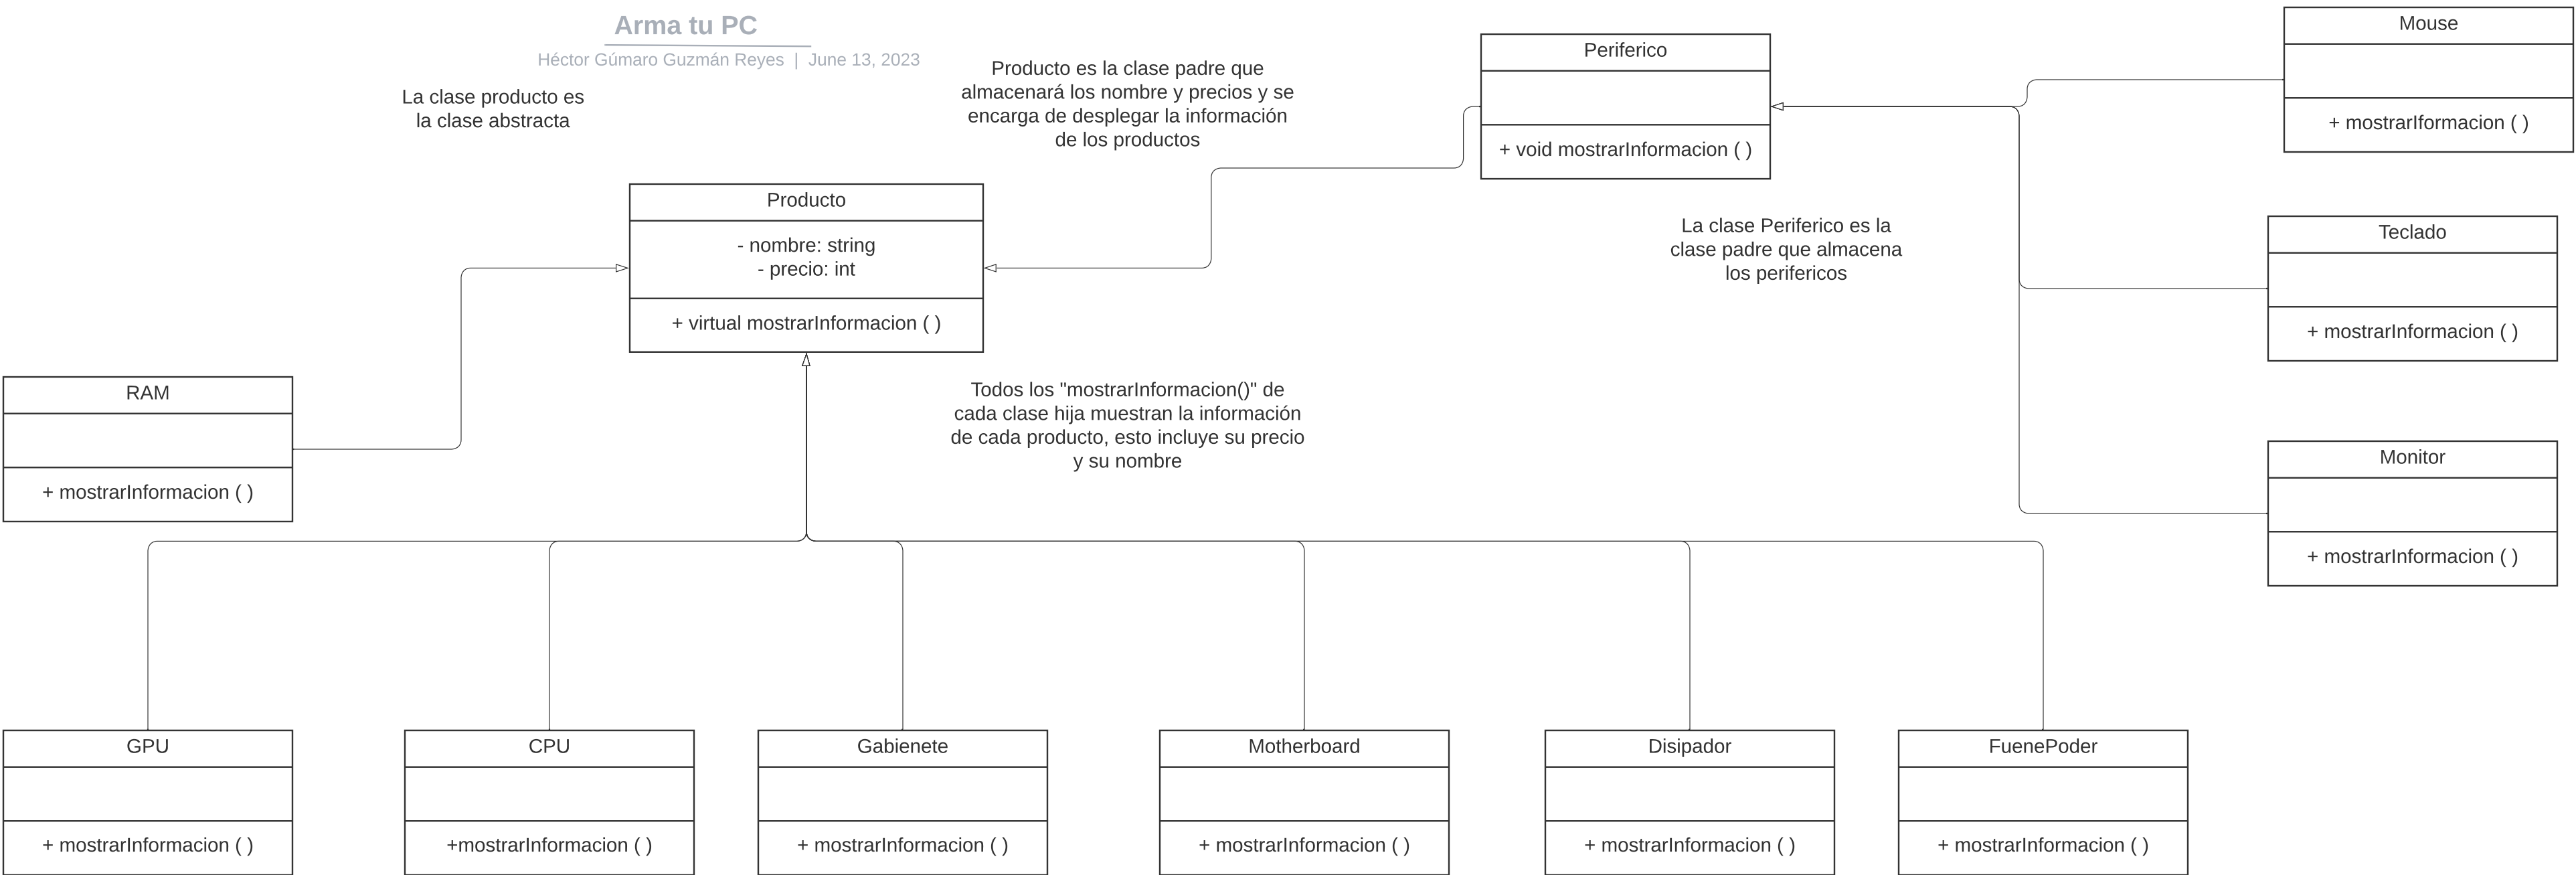 Arma tu PC
Héctor Gúmaro Guzmán Reyes | June 13, 2023
La clase producto es
la clase abstracta
Producto es la clase padre que
almacenará los nombre y precios y se
encarga de desplegar la información
de los productos
Periferico
+ void mostrarInformacion ( )
Mouse
+ mostrarIformacion ( )
Producto
- nombre: string
- precio: int
+ virtual mostrarInformacion ( )
La clase Periferico es la
clase padre que almacena
los perifericos
Teclado
+ mostrarInformacion ( )
RAM
+ mostrarInformacion ( )
Todos los "mostrarInformacion()" de
cada clase hija muestran la información
de cada producto, esto incluye su precio
y su nombre
Monitor
+ mostrarInformacion ( )
GPU
+ mostrarInformacion ( )
CPU
+mostrarInformacion ( )
Gabienete
+ mostrarInformacion ( )
Motherboard
+ mostrarInformacion ( )
Disipador
+ mostrarInformacion ( )
FuenePoder
+ mostrarInformacion ( )